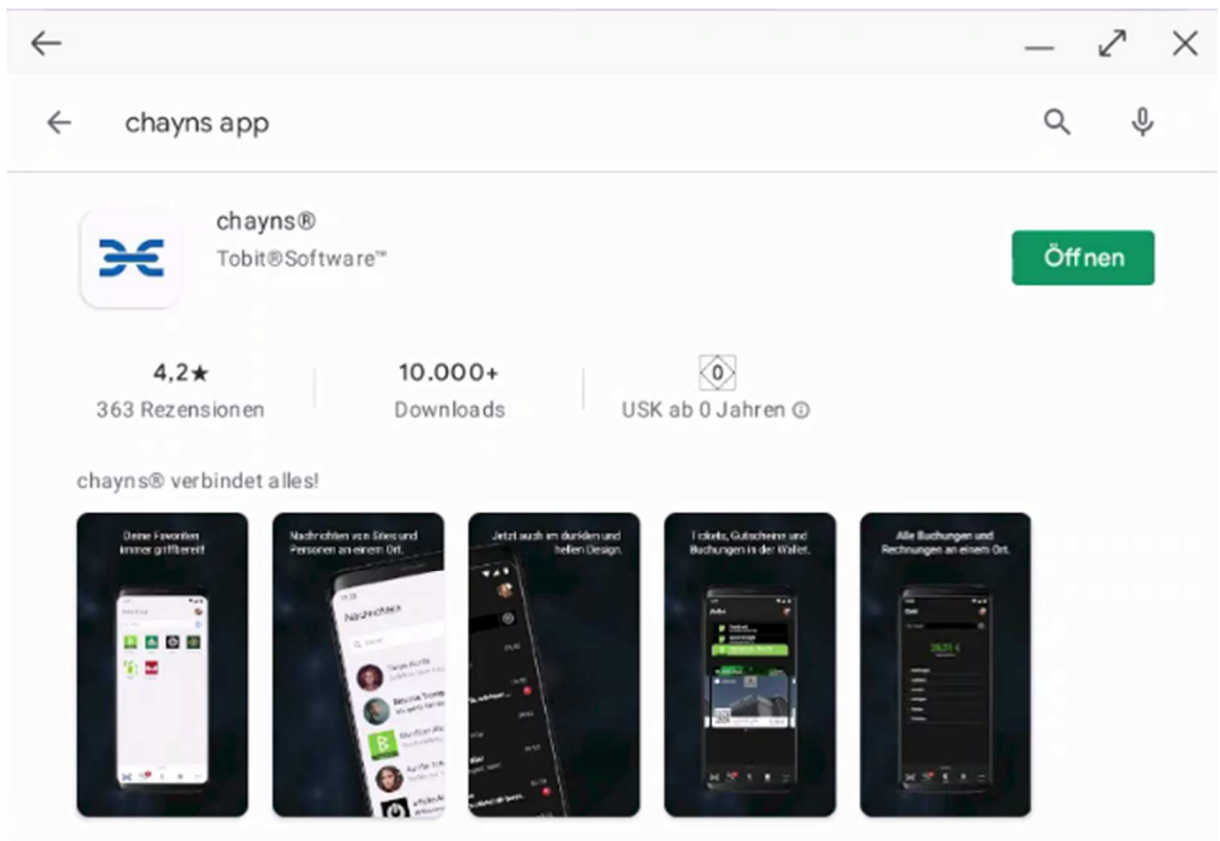 chayns app
chayns®
Tobit®Software™
Öffnen
4,2★
363 Rezensionen
10.000+
Downloads
0
USK ab 0 Jahren
chayns® verbindet alles!
Deine Favoriten
immer griffbereit!
Nachrichten von Sites und
Personen an einem Ort.
Nachrichten
Jetzt auch im dunklen und
hellen Design.
Tickets, Gutscheine und
Buchungen in der Wallet.
Alle Buchungen und
Rechnungen an einem Ort.